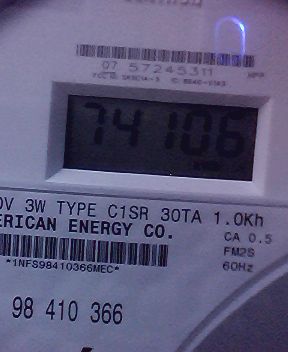 07 57245311
74106
0V 3W TYPE C1SR 30TA 1.0Kh
ERICAN ENERGY CO.
CA 0.5
FM2S
*1NFS98410366MEC*
60Hz
98 410 366